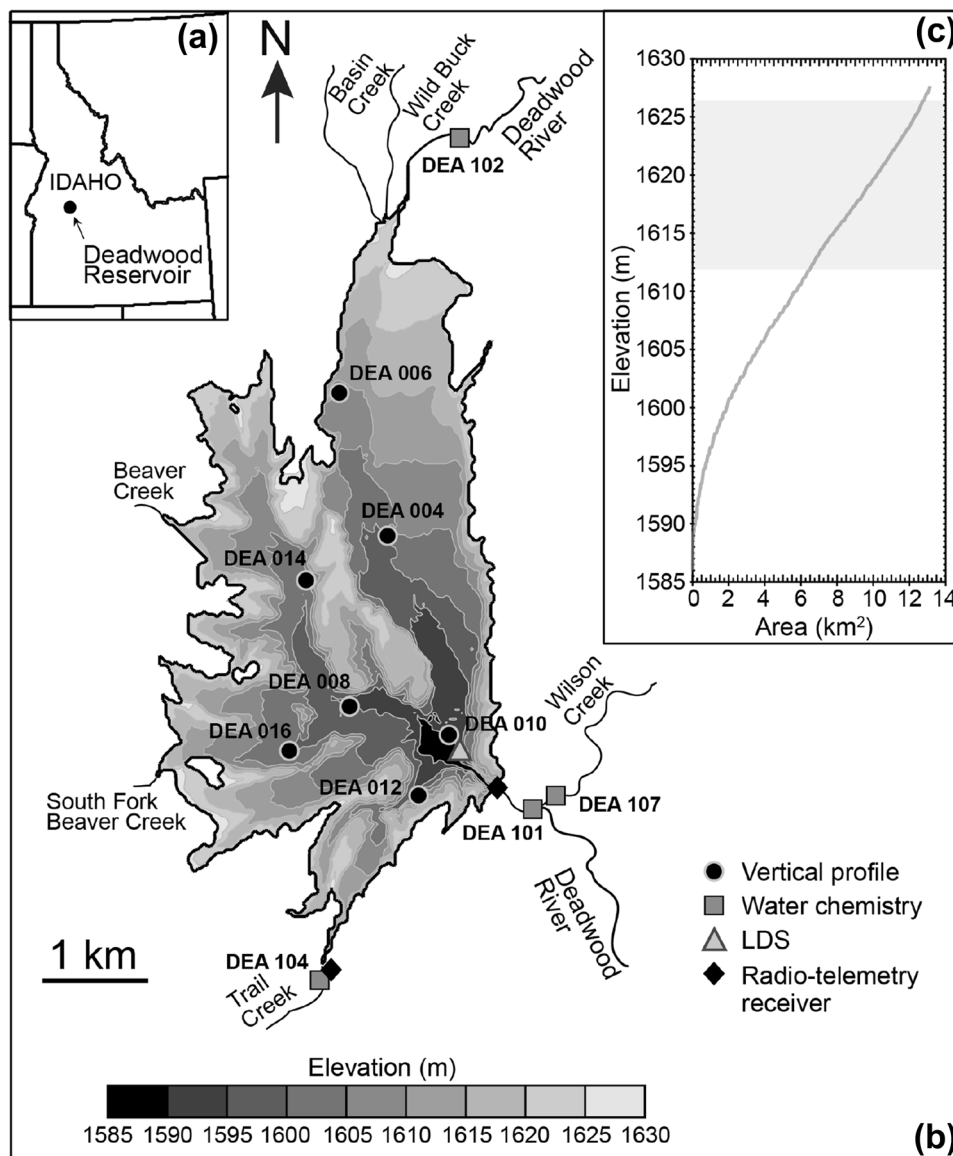 (a)
IDAHO
Deadwood
Reservoir
N
Basin
Creek
Wild Buck
Creek
Deadwood
River
DEA 102
DEA 006
Beaver
Creek
DEA 004
DEA 014
DEA 008
DEA 010
DEA 016
Wilson
Creek
South Fork
Beaver Creek
DEA 012
DEA 107
DEA 101
Deadwood
River
DEA 104
Trail
Creek
1 km
Vertical profile
Water chemistry
LDS
Radio-telemetry
receiver
Elevation (m)
1585 1590 1595 1600 1605 1610 1615 1620 1625 1630
(b)
(c)
Elevation (m)
1630
1625
1620
1615
1610
1605
1600
1595
1590
1585
0 2 4 6 8 10 12 14
Area (km²)